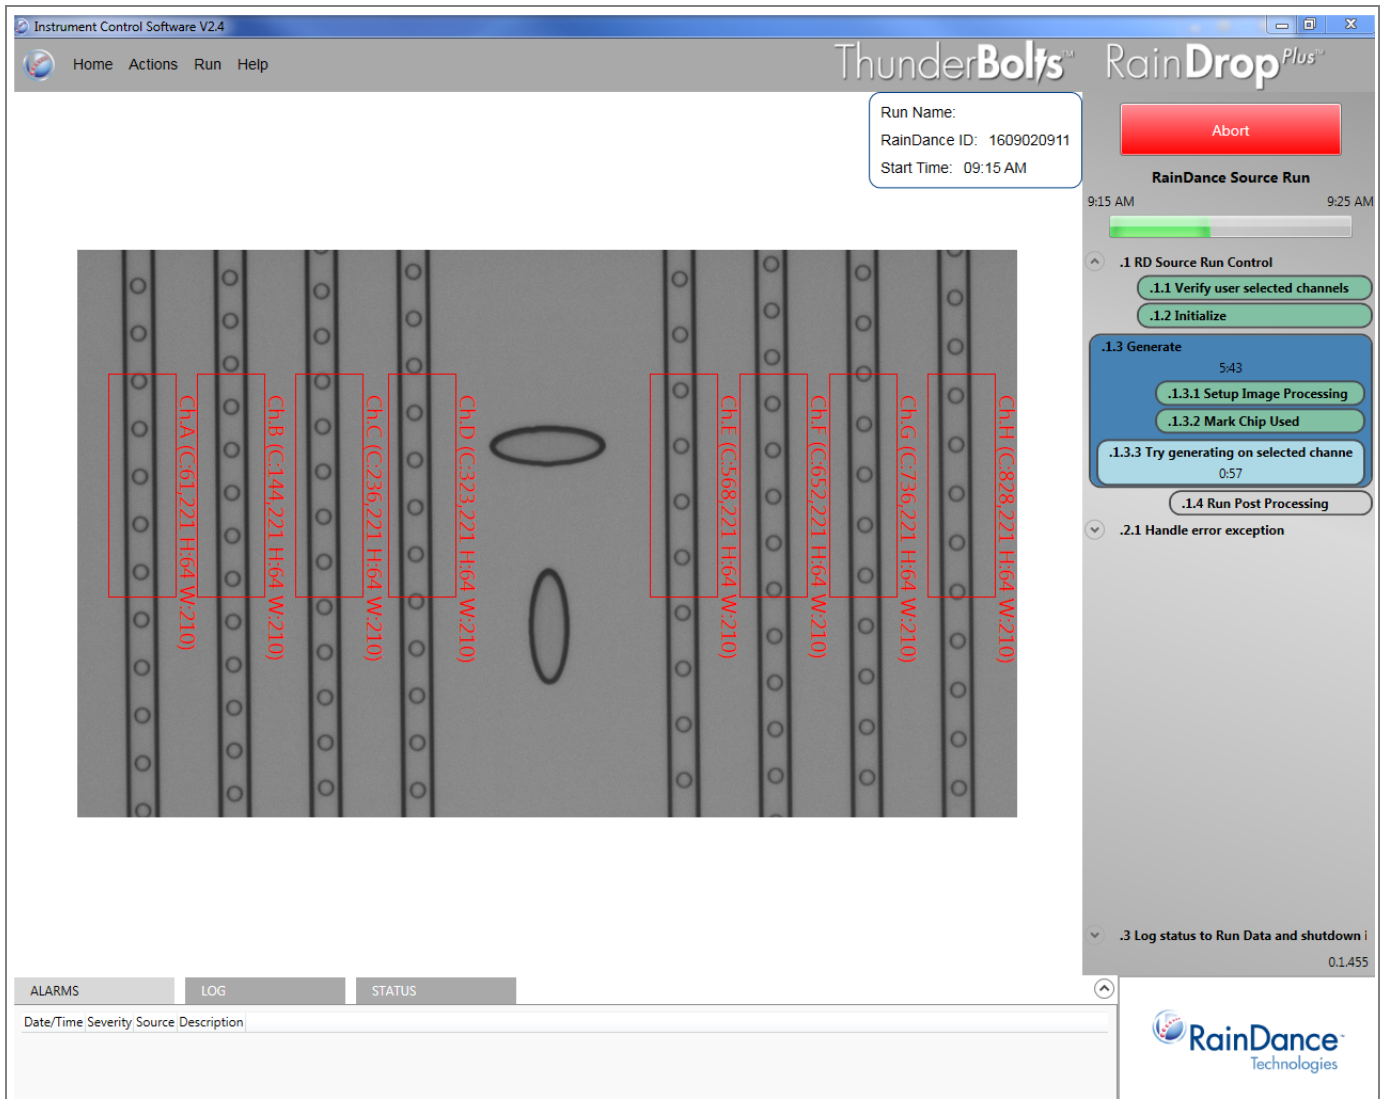 Instrument Control Software V2.4
Home Actions Run Help
ThunderBolts™ RainDrop Plus™
Run Name:
RainDance ID: 1609020911
Start Time: 09:15 AM
Abort
RainDance Source Run
9:15 AM 9:25 AM
.1 RD Source Run Control
.1.1 Verify user selected channels
.1.2 Initialize
.1.3 Generate
5:43
.1.3.1 Setup Image Processing
.1.3.2 Mark Chip Used
.1.3.3 Try generating on selected channe
0:57
.1.4 Run Post Processing
.2.1 Handle error exception
Ch.A (C:61,221 H:64 W:210)
Ch.B (C:144,221 H:64 W:210)
Ch.C (C:236,221 H:64 W:210)
Ch.D (C:323,221 H:64 W:210)
Ch.E (C:568,221 H:64 W:210)
Ch.F (C:652,221 H:64 W:210)
Ch.G (C:736,221 H:64 W:210)
Ch.H (C:828,221 H:64 W:210)
.3 Log status to Run Data and shutdown i
0.1.455
ALARMS LOG STATUS
Date/Time Severity Source Description
RainDance
Technologies